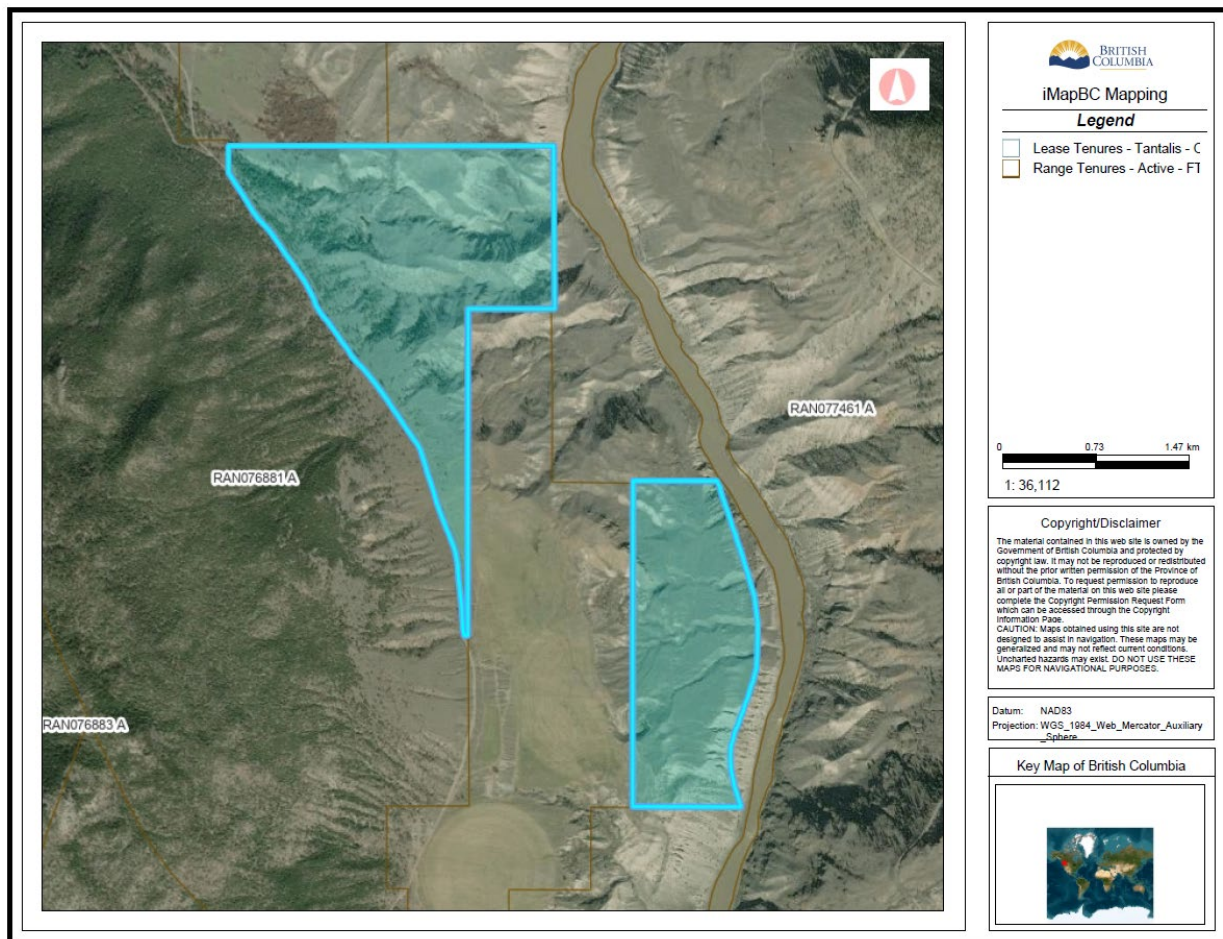 RAN077461 A
RAN076881 A
RAN076883 A
BRITISH
COLUMBIA
iMapBC Mapping
Legend
Lease Tenures - Tantalis - C
Range Tenures - Active - FT
0 0.73 1.47 km
1: 36,112
Copyright/Disclaimer
The material contained in this web site is owned by the
Government of British Columbia and protected by
copyright law. It may not be reproduced or redistributed
without the prior written permission of the Province of
British Columbia. To request permission to reproduce
all or part of the material on this web site please
complete the Copyright Permission Request Form
which can be accessed through the Copyright
Information Page.
CAUTION: Maps obtained using this site are not
designed to assist in navigation. These maps may be
generalized and may not reflect current conditions.
Uncharted hazards may exist. DO NOT USE THESE
MAPS FOR NAVIGATIONAL PURPOSES.
Datum: NAD83
Projection: WGS_1984_Web_Mercator_Auxiliary
_Sphere
Key Map of British Columbia